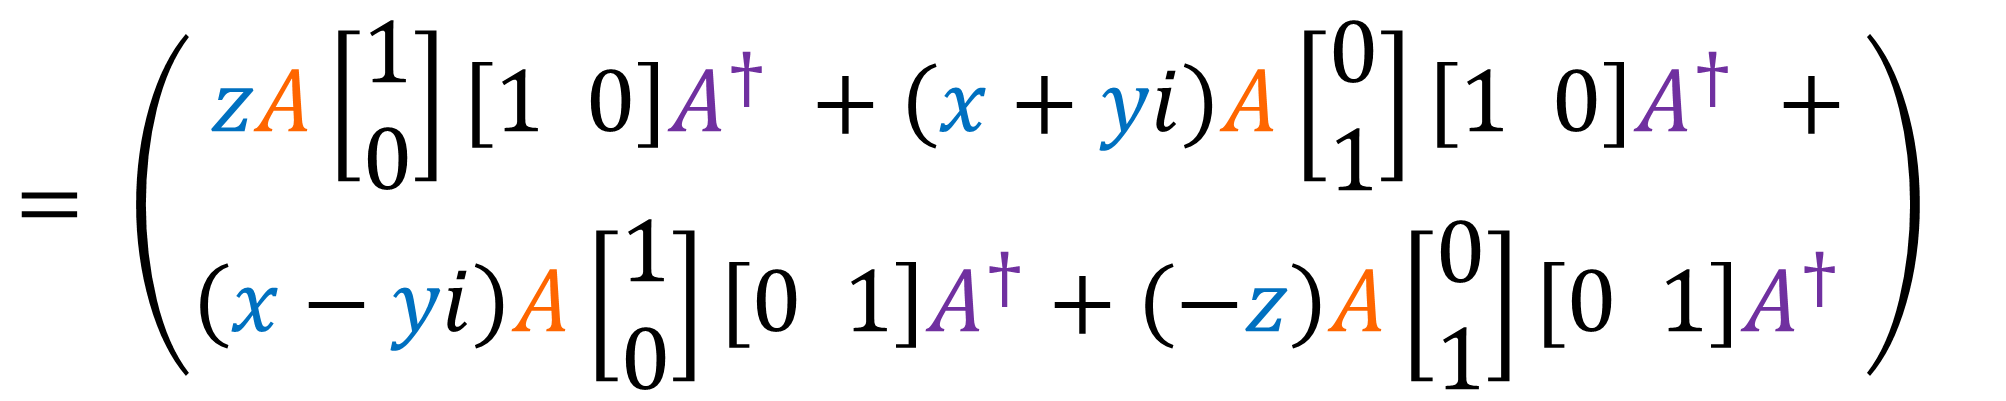 = ( zA [1 0] [1 0]A† + (x + yi)A [0 1] [1 0]A† +
(x − yi)A [1 0] [0 1]A† + (−z)A [0 1] [0 1]A† )